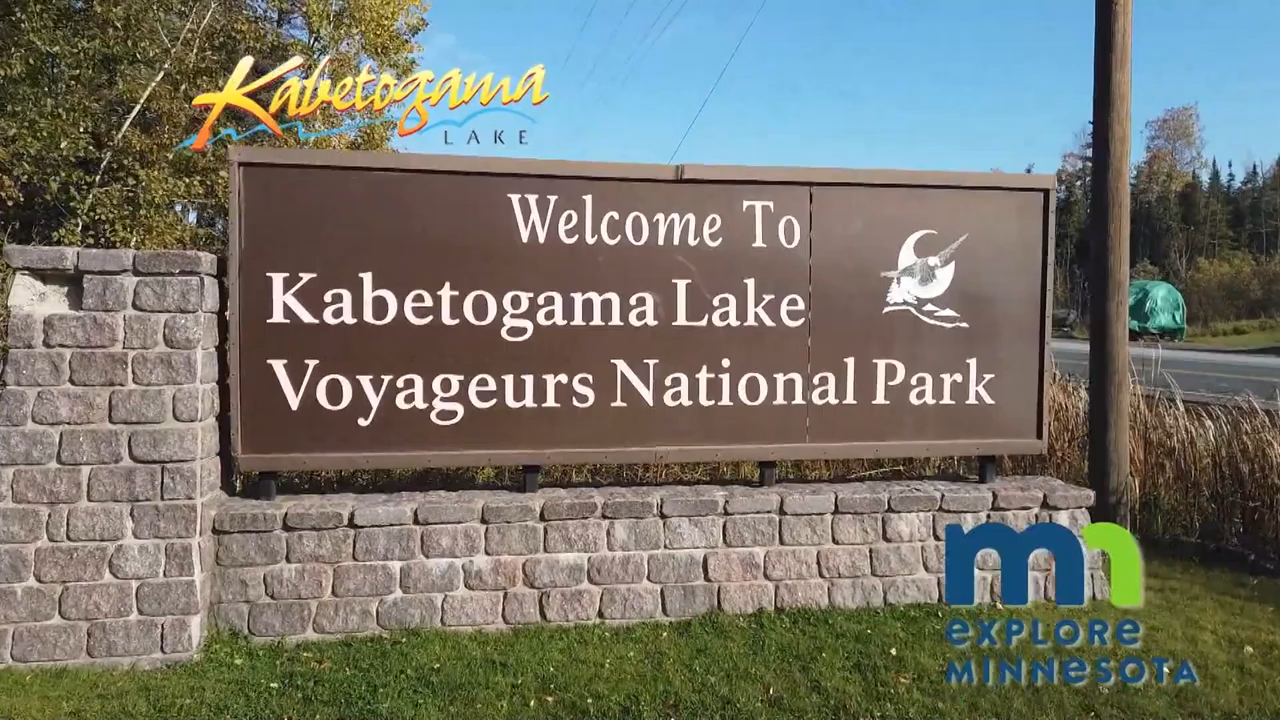 Kabetogama
LAKE
Welcome To
Kabetogama Lake
Voyageurs National Park
mn
exPLORe
MINNeSOTA